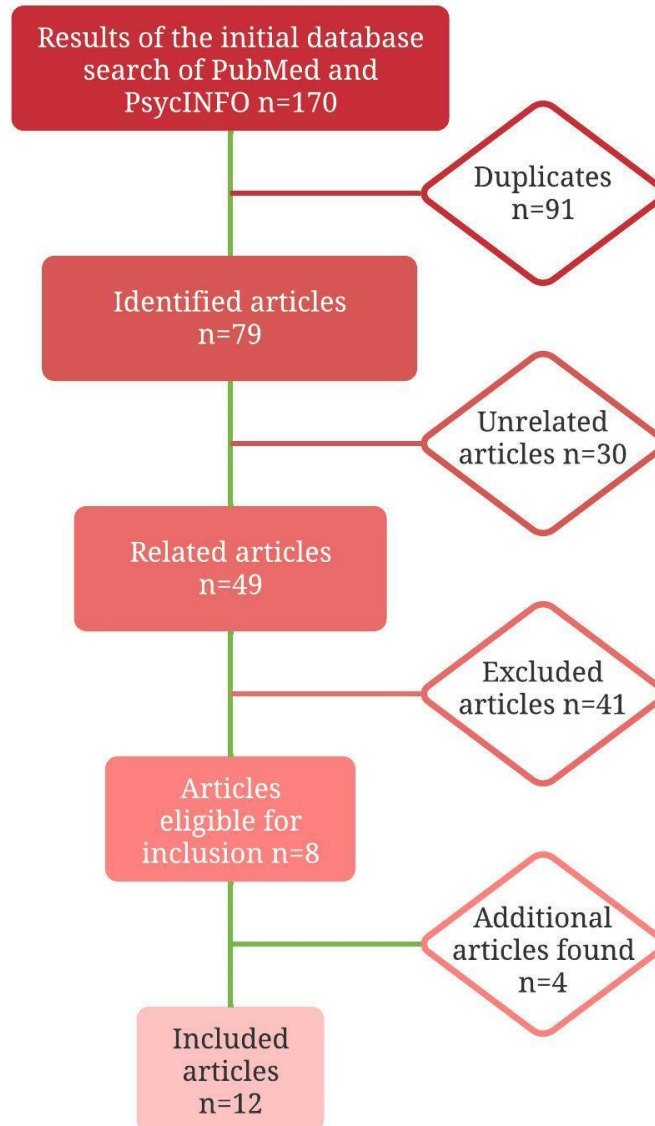 Results of the initial database
search of PubMed and
PsycINFO n=170
Duplicates
n=91
Identified articles
n=79
Unrelated
articles n=30
Related articles
n=49
Excluded
articles n=41
Articles
eligible for
inclusion n=8
Additional
articles found
n=4
Included
articles
n=12